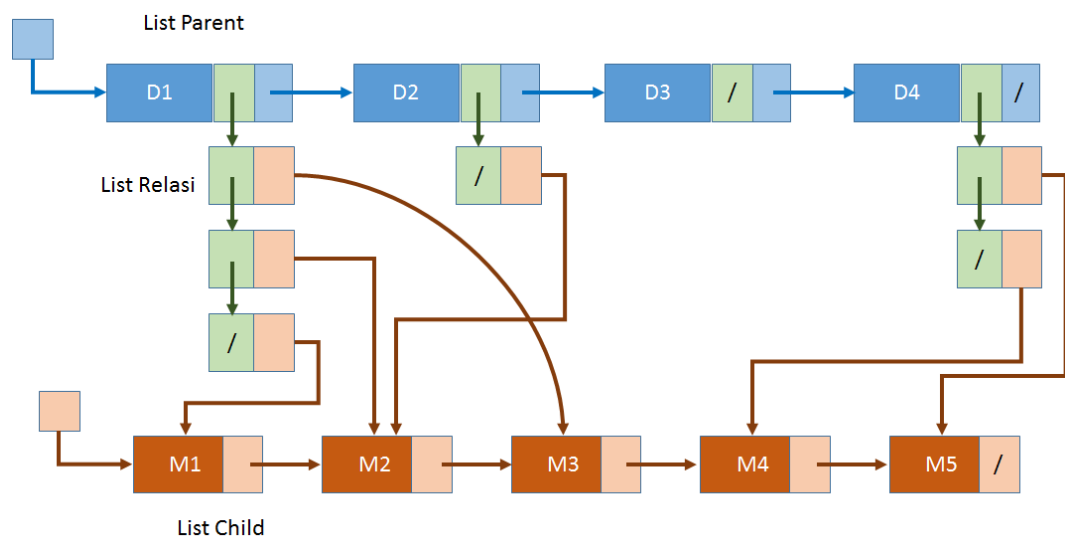 List Parent
D1
D2
D3
/
D4
/
List Relasi
/
/
/
M1
M2
M3
M4
M5
/
List Child